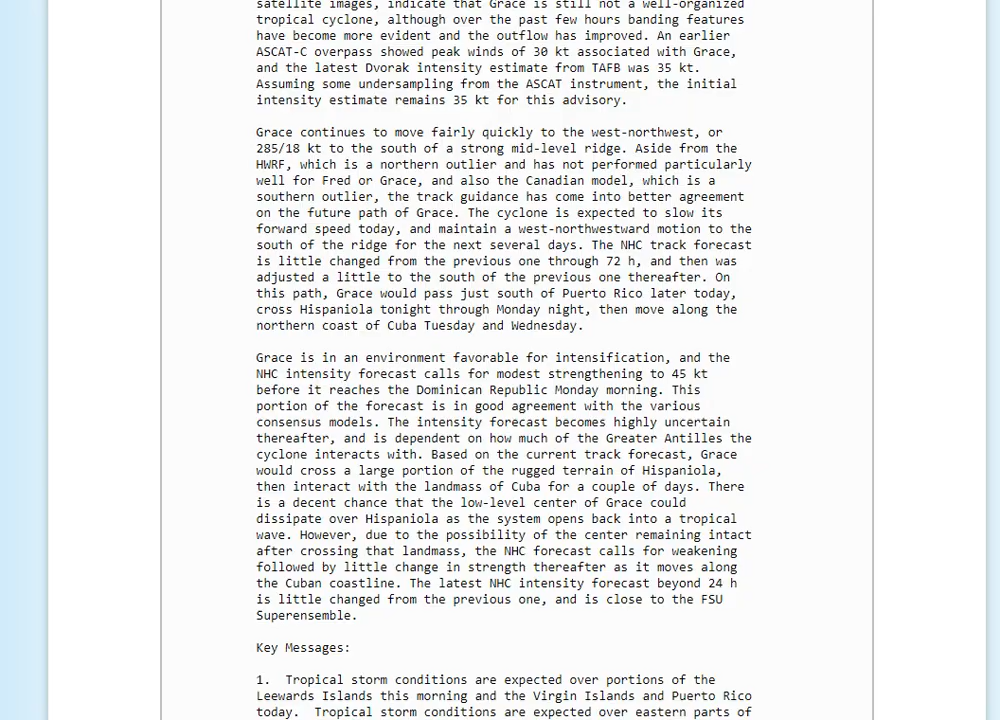 satellite images, indicate that Grace is still not a well-organized
tropical cyclone, although over the past few hours banding features
have become more evident and the outflow has improved. An earlier
ASCAT-C overpass showed peak winds of 30 kt associated with Grace,
and the latest Dvorak intensity estimate from TAFB was 35 kt.
Assuming some undersampling from the ASCAT instrument, the initial
intensity estimate remains 35 kt for this advisory.

Grace continues to move fairly quickly to the west-northwest, or
285/18 kt to the south of a strong mid-level ridge. Aside from the
HWRF, which is a northern outlier and has not performed particularly
well for Fred or Grace, and also the Canadian model, which is a
southern outlier, the track guidance has come into better agreement
on the future path of Grace. The cyclone is expected to slow its
forward speed today, and maintain a west-northwestward motion to the
south of the ridge for the next several days. The NHC track forecast
is little changed from the previous one through 72 h, and then was
adjusted a little to the south of the previous one thereafter. On
this path, Grace would pass just south of Puerto Rico later today,
cross Hispaniola tonight through Monday night, then move along the
northern coast of Cuba Tuesday and Wednesday.

Grace is in an environment favorable for intensification, and the
NHC intensity forecast calls for modest strengthening to 45 kt
before it reaches the Dominican Republic Monday morning. This
portion of the forecast is in good agreement with the various
consensus models. The intensity forecast becomes highly uncertain
thereafter, and is dependent on how much of the Greater Antilles the
cyclone interacts with. Based on the current track forecast, Grace
would cross a large portion of the rugged terrain of Hispaniola,
then interact with the landmass of Cuba for a couple of days. There
is a decent chance that the low-level center of Grace could
dissipate over Hispaniola as the system opens back into a tropical
wave. However, due to the possibility of the center remaining intact
after crossing that landmass, the NHC forecast calls for weakening
followed by little change in strength thereafter as it moves along
the Cuban coastline. The latest NHC intensity forecast beyond 24 h
is little changed from the previous one, and is close to the FSU
Superensemble.

Key Messages:

1.  Tropical storm conditions are expected over portions of the
Leewards Islands this morning and the Virgin Islands and Puerto Rico
today.  Tropical storm conditions are expected over eastern parts of